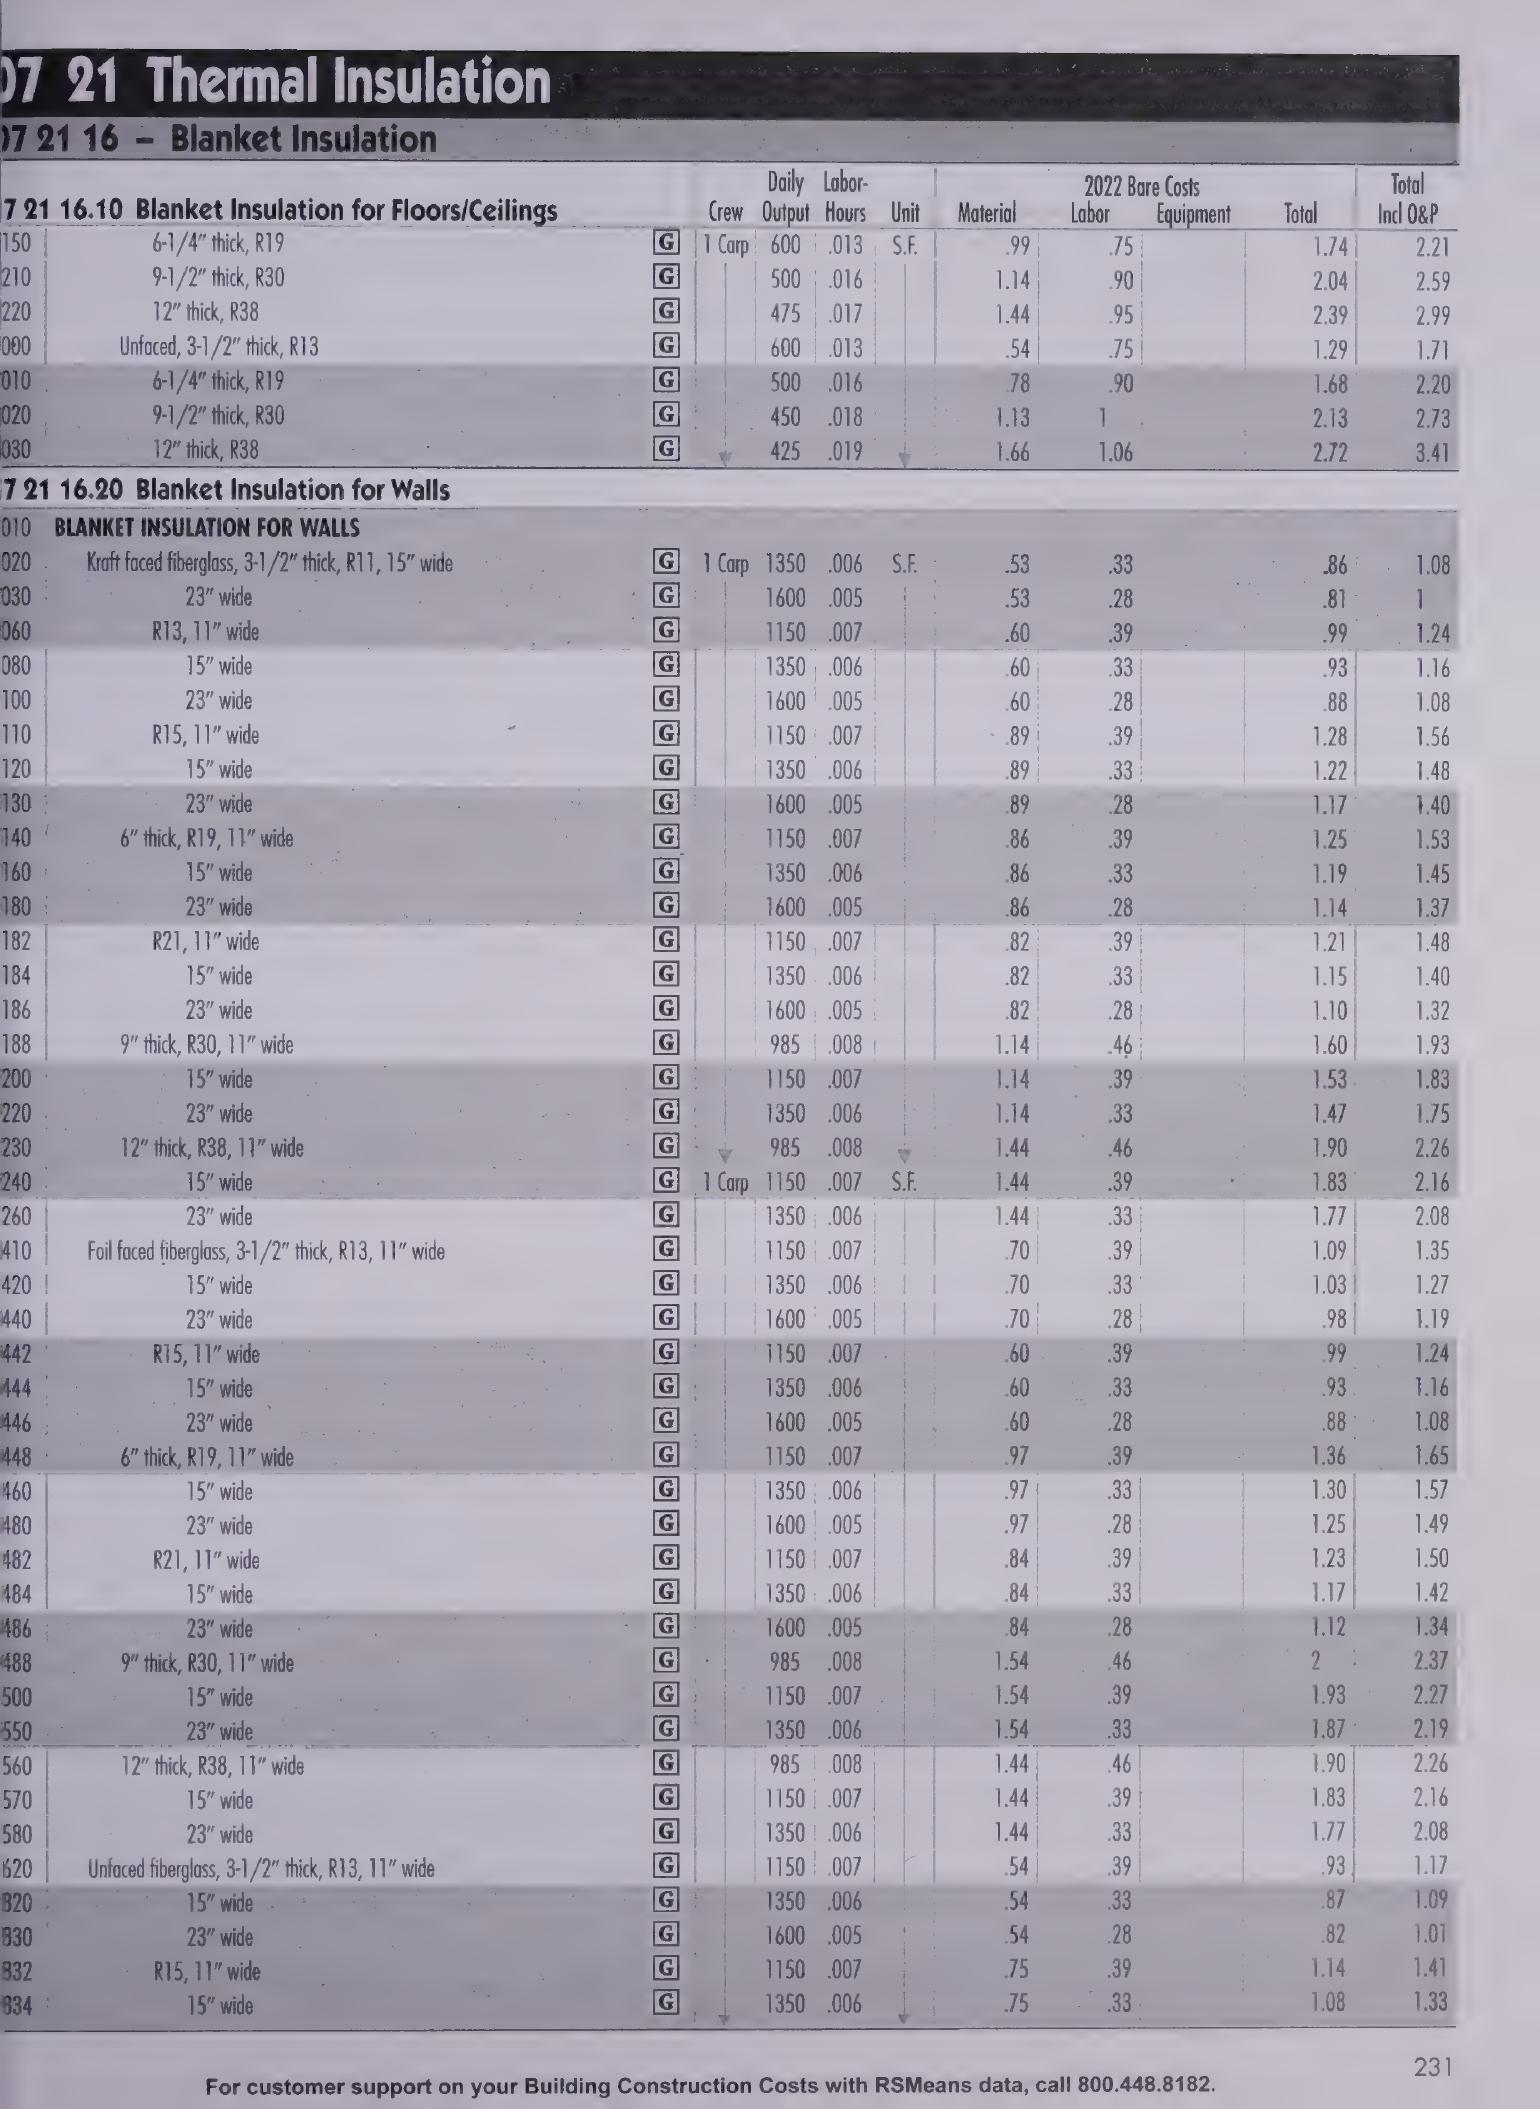 07 21 Thermal Insulation
07 21 16 – Blanket Insulation
Daily Labor- 2022 Bare Costs Total
7 21 16.10 Blanket Insulation for Floors/Ceilings Crew Output Hours Unit Material Labor Equipment Total Incl O&P
150 6-1/4" thick, R19 G 1 Carp 600 .013 S.F. .99 .75 1.74 2.21
210 9-1/2" thick, R30 G 500 .016 1.14 .90 2.04 2.59
220 12" thick, R38 G 475 .017 1.44 .95 2.39 2.99
000 Unfaced, 3-1/2" thick, R13 G 600 .013 .54 .75 1.29 1.71
010 6-1/4" thick, R19 G 500 .016 .78 .90 1.68 2.20
020 9-1/2" thick, R30 G 450 .018 1.13 1 2.13 2.73
030 12" thick, R38 G 425 .019 1.66 1.06 2.72 3.41
7 21 16.20 Blanket Insulation for Walls
010 BLANKET INSULATION FOR WALLS
020 Kraft faced fiberglass, 3-1/2" thick, R11, 15" wide G 1 Carp 1350 .006 S.F. .53 .33 .86 1.08
030 23" wide G 1600 .005 .53 .28 .81 1
060 R13, 11" wide G 1150 .007 .60 .39 .99 1.24
080 15" wide G 1350 .006 .60 .33 .93 1.16
100 23" wide G 1600 .005 .60 .28 .88 1.08
110 R15, 11" wide G 1150 .007 .89 .39 1.28 1.56
120 15" wide G 1350 .006 .89 .33 1.22 1.48
130 23" wide G 1600 .005 .89 .28 1.17 1.40
140 6" thick, R19, 11" wide G 1150 .007 .86 .39 1.25 1.53
160 15" wide G 1350 .006 .86 .33 1.19 1.45
180 23" wide G 1600 .005 .86 .28 1.14 1.37
182 R21, 11" wide G 1150 .007 .82 .39 1.21 1.48
184 15" wide G 1350 .006 .82 .33 1.15 1.40
186 23" wide G 1600 .005 .82 .28 1.10 1.32
188 9" thick, R30, 11" wide G 985 .008 1.14 .46 1.60 1.93
200 15" wide G 1150 .007 1.14 .39 1.53 1.83
220 23" wide G 1350 .006 1.14 .33 1.47 1.75
230 12" thick, R38, 11" wide G 985 .008 1.44 .46 1.90 2.26
240 15" wide G 1 Carp 1150 .007 S.F. 1.44 .39 1.83 2.16
260 23" wide G 1350 .006 1.44 .33 1.77 2.08
410 Foil faced fiberglass, 3-1/2" thick, R13, 11" wide G 1150 .007 .70 .39 1.09 1.35
420 15" wide G 1350 .006 .70 .33 1.03 1.27
440 23" wide G 1600 .005 .70 .28 .98 1.19
442 R15, 11" wide G 1150 .007 .60 .39 .99 1.24
444 15" wide G 1350 .006 .60 .33 .93 1.16
446 23" wide G 1600 .005 .60 .28 .88 1.08
448 6" thick, R19, 11" wide G 1150 .007 .97 .39 1.36 1.65
460 15" wide G 1350 .006 .97 .33 1.30 1.57
480 23" wide G 1600 .005 .97 .28 1.25 1.49
482 R21, 11" wide G 1150 .007 .84 .39 1.23 1.50
484 15" wide G 1350 .006 .84 .33 1.17 1.42
486 23" wide G 1600 .005 .84 .28 1.12 1.34
488 9" thick, R30, 11" wide G 985 .008 1.54 .46 2 2.37
500 15" wide G 1150 .007 1.54 .39 1.93 2.27
550 23" wide G 1350 .006 1.54 .33 1.87 2.19
560 12" thick, R38, 11" wide G 985 .008 1.44 .46 1.90 2.26
570 15" wide G 1150 .007 1.44 .39 1.83 2.16
580 23" wide G 1350 .006 1.44 .33 1.77 2.08
620 Unfaced fiberglass, 3-1/2" thick, R13, 11" wide G 1150 .007 .54 .39 .93 1.17
820 15" wide G 1350 .006 .54 .33 .87 1.09
830 23" wide G 1600 .005 .54 .28 .82 1.01
832 R15, 11" wide G 1150 .007 .75 .39 1.14 1.41
834 15" wide G 1350 .006 .75 .33 1.08 1.33
231
For customer support on your Building Construction Costs with RSMeans data, call 800.448.8182.